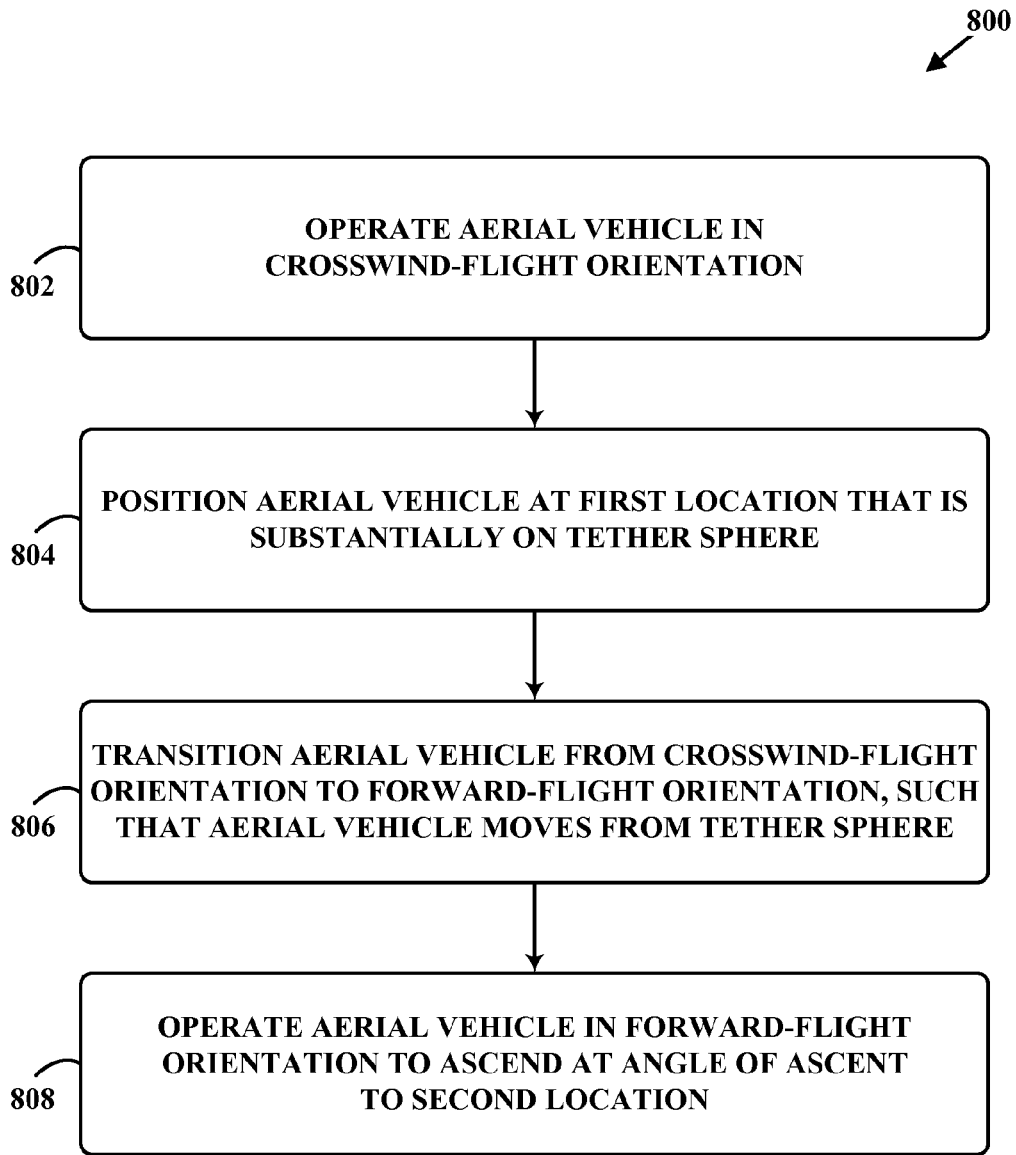 800
OPERATE AERIAL VEHICLE IN
CROSSWIND-FLIGHT ORIENTATION
802
POSITION AERIAL VEHICLE AT FIRST LOCATION THAT IS
SUBSTANTIALLY ON TETHER SPHERE
804
TRANSITION AERIAL VEHICLE FROM CROSSWIND-FLIGHT
ORIENTATION TO FORWARD-FLIGHT ORIENTATION, SUCH
THAT AERIAL VEHICLE MOVES FROM TETHER SPHERE
806
OPERATE AERIAL VEHICLE IN FORWARD-FLIGHT
ORIENTATION TO ASCEND AT ANGLE OF ASCENT
TO SECOND LOCATION
808